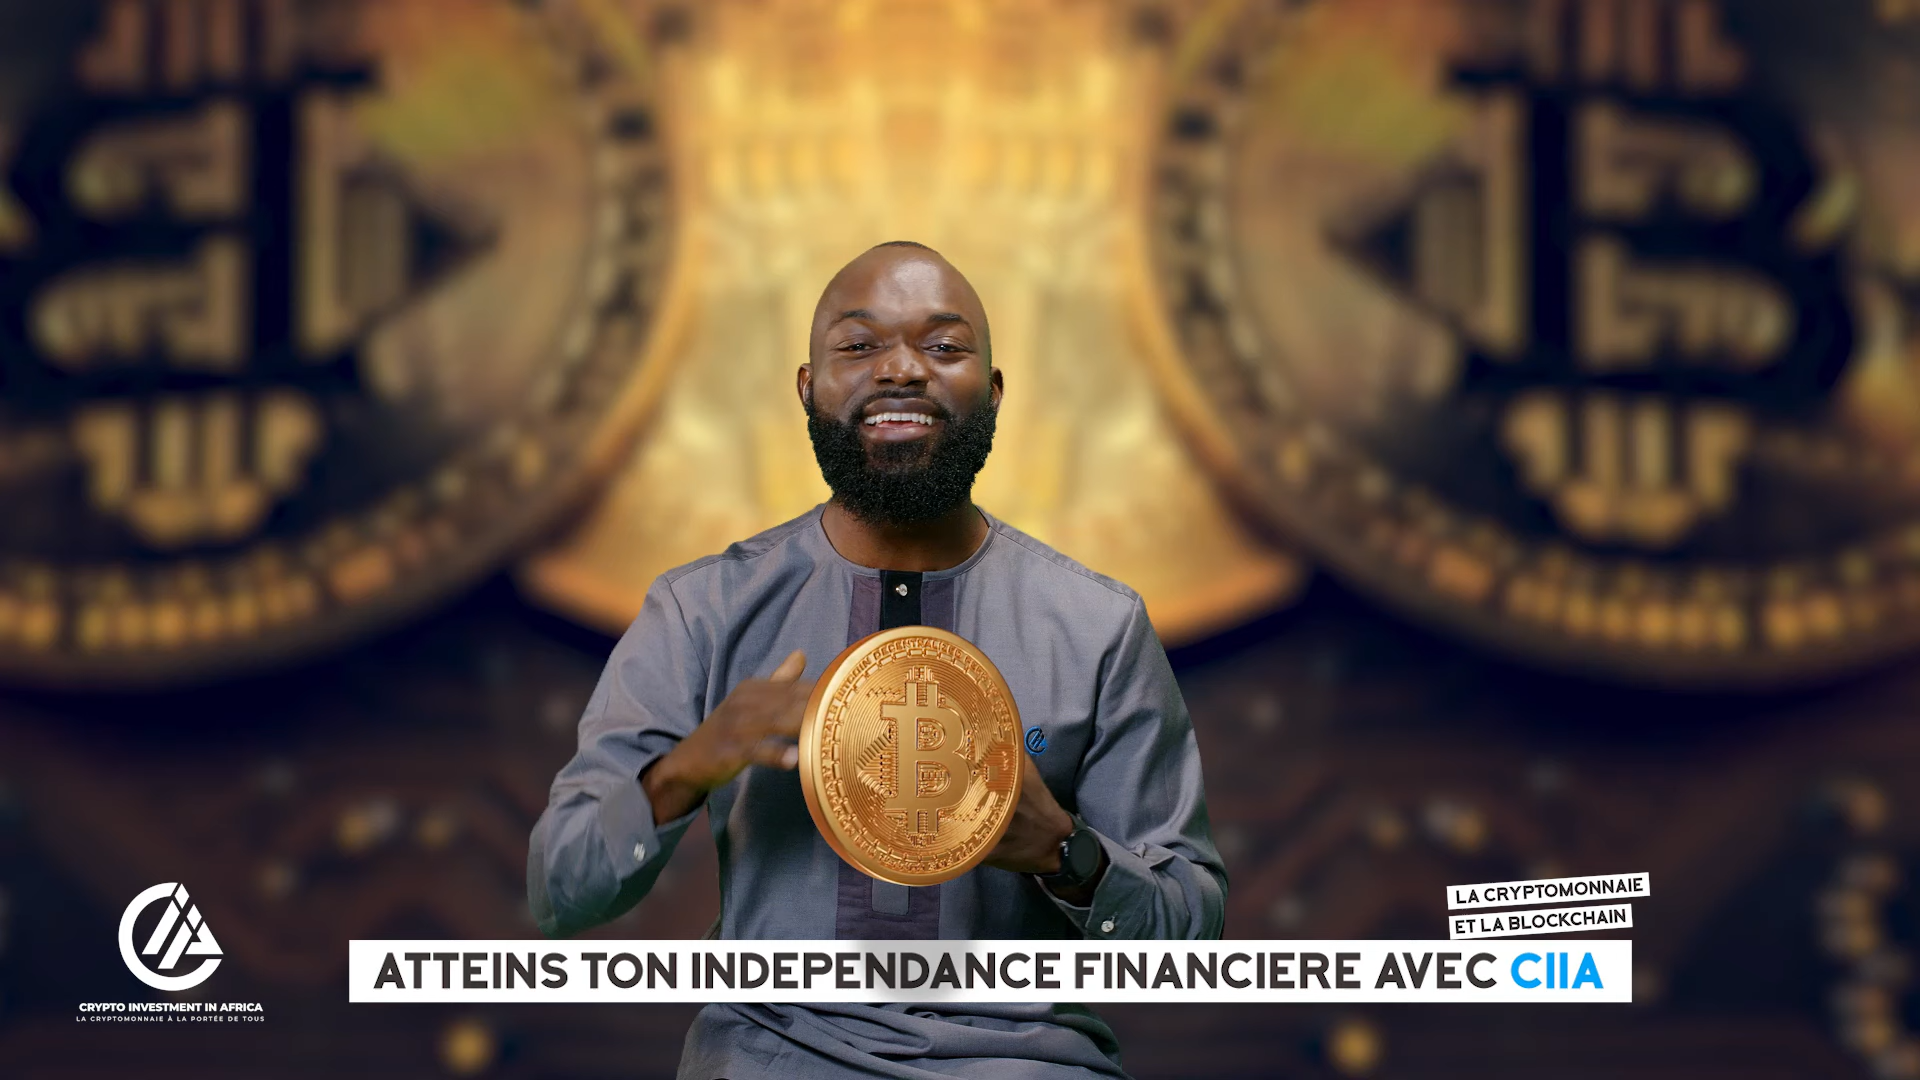 LA CRYPTOMONNAIE
ET LA BLOCKCHAIN
ATTEINS TON INDEPENDANCE FINANCIERE AVEC CIIA
CRYPTO INVESTMENT IN AFRICA
LA CRYPTOMONNAIE À LA PORTÉE DE TOUS